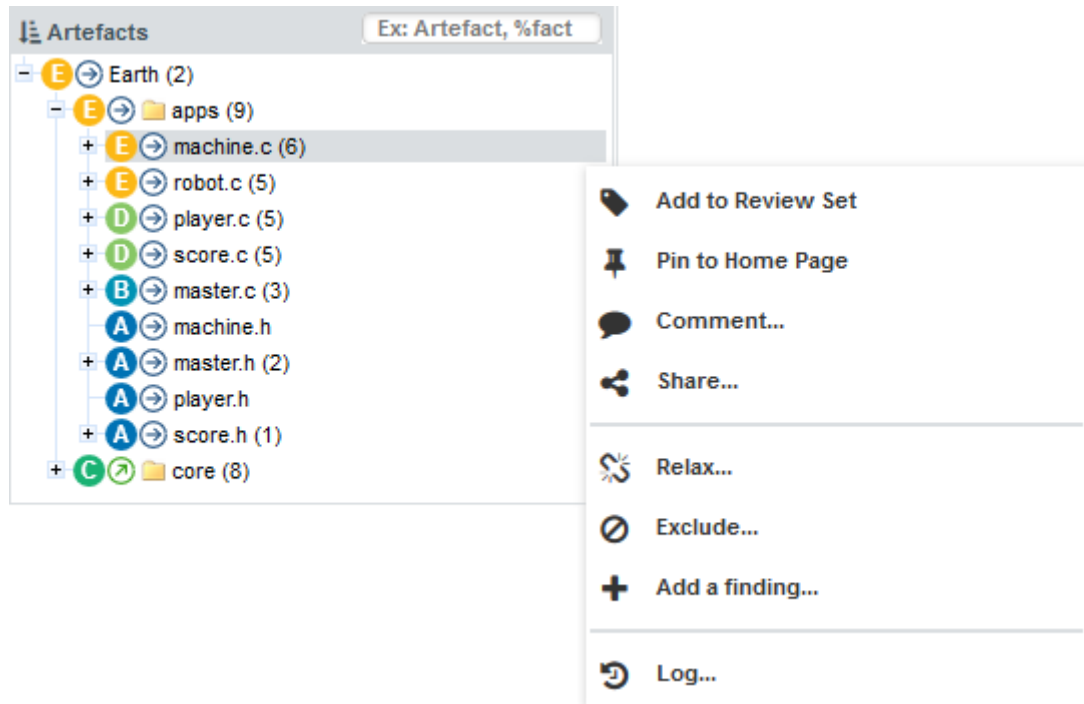 Artefacts
Ex: Artefact, %fact
E Earth (2)
E apps (9)
E machine.c (6)
E robot.c (5)
D player.c (5)
D score.c (5)
B master.c (3)
A machine.h
A master.h (2)
A player.h
A score.h (1)
C core (8)
Add to Review Set
Pin to Home Page
Comment...
Share...
Relax...
Exclude...
Add a finding...
Log...